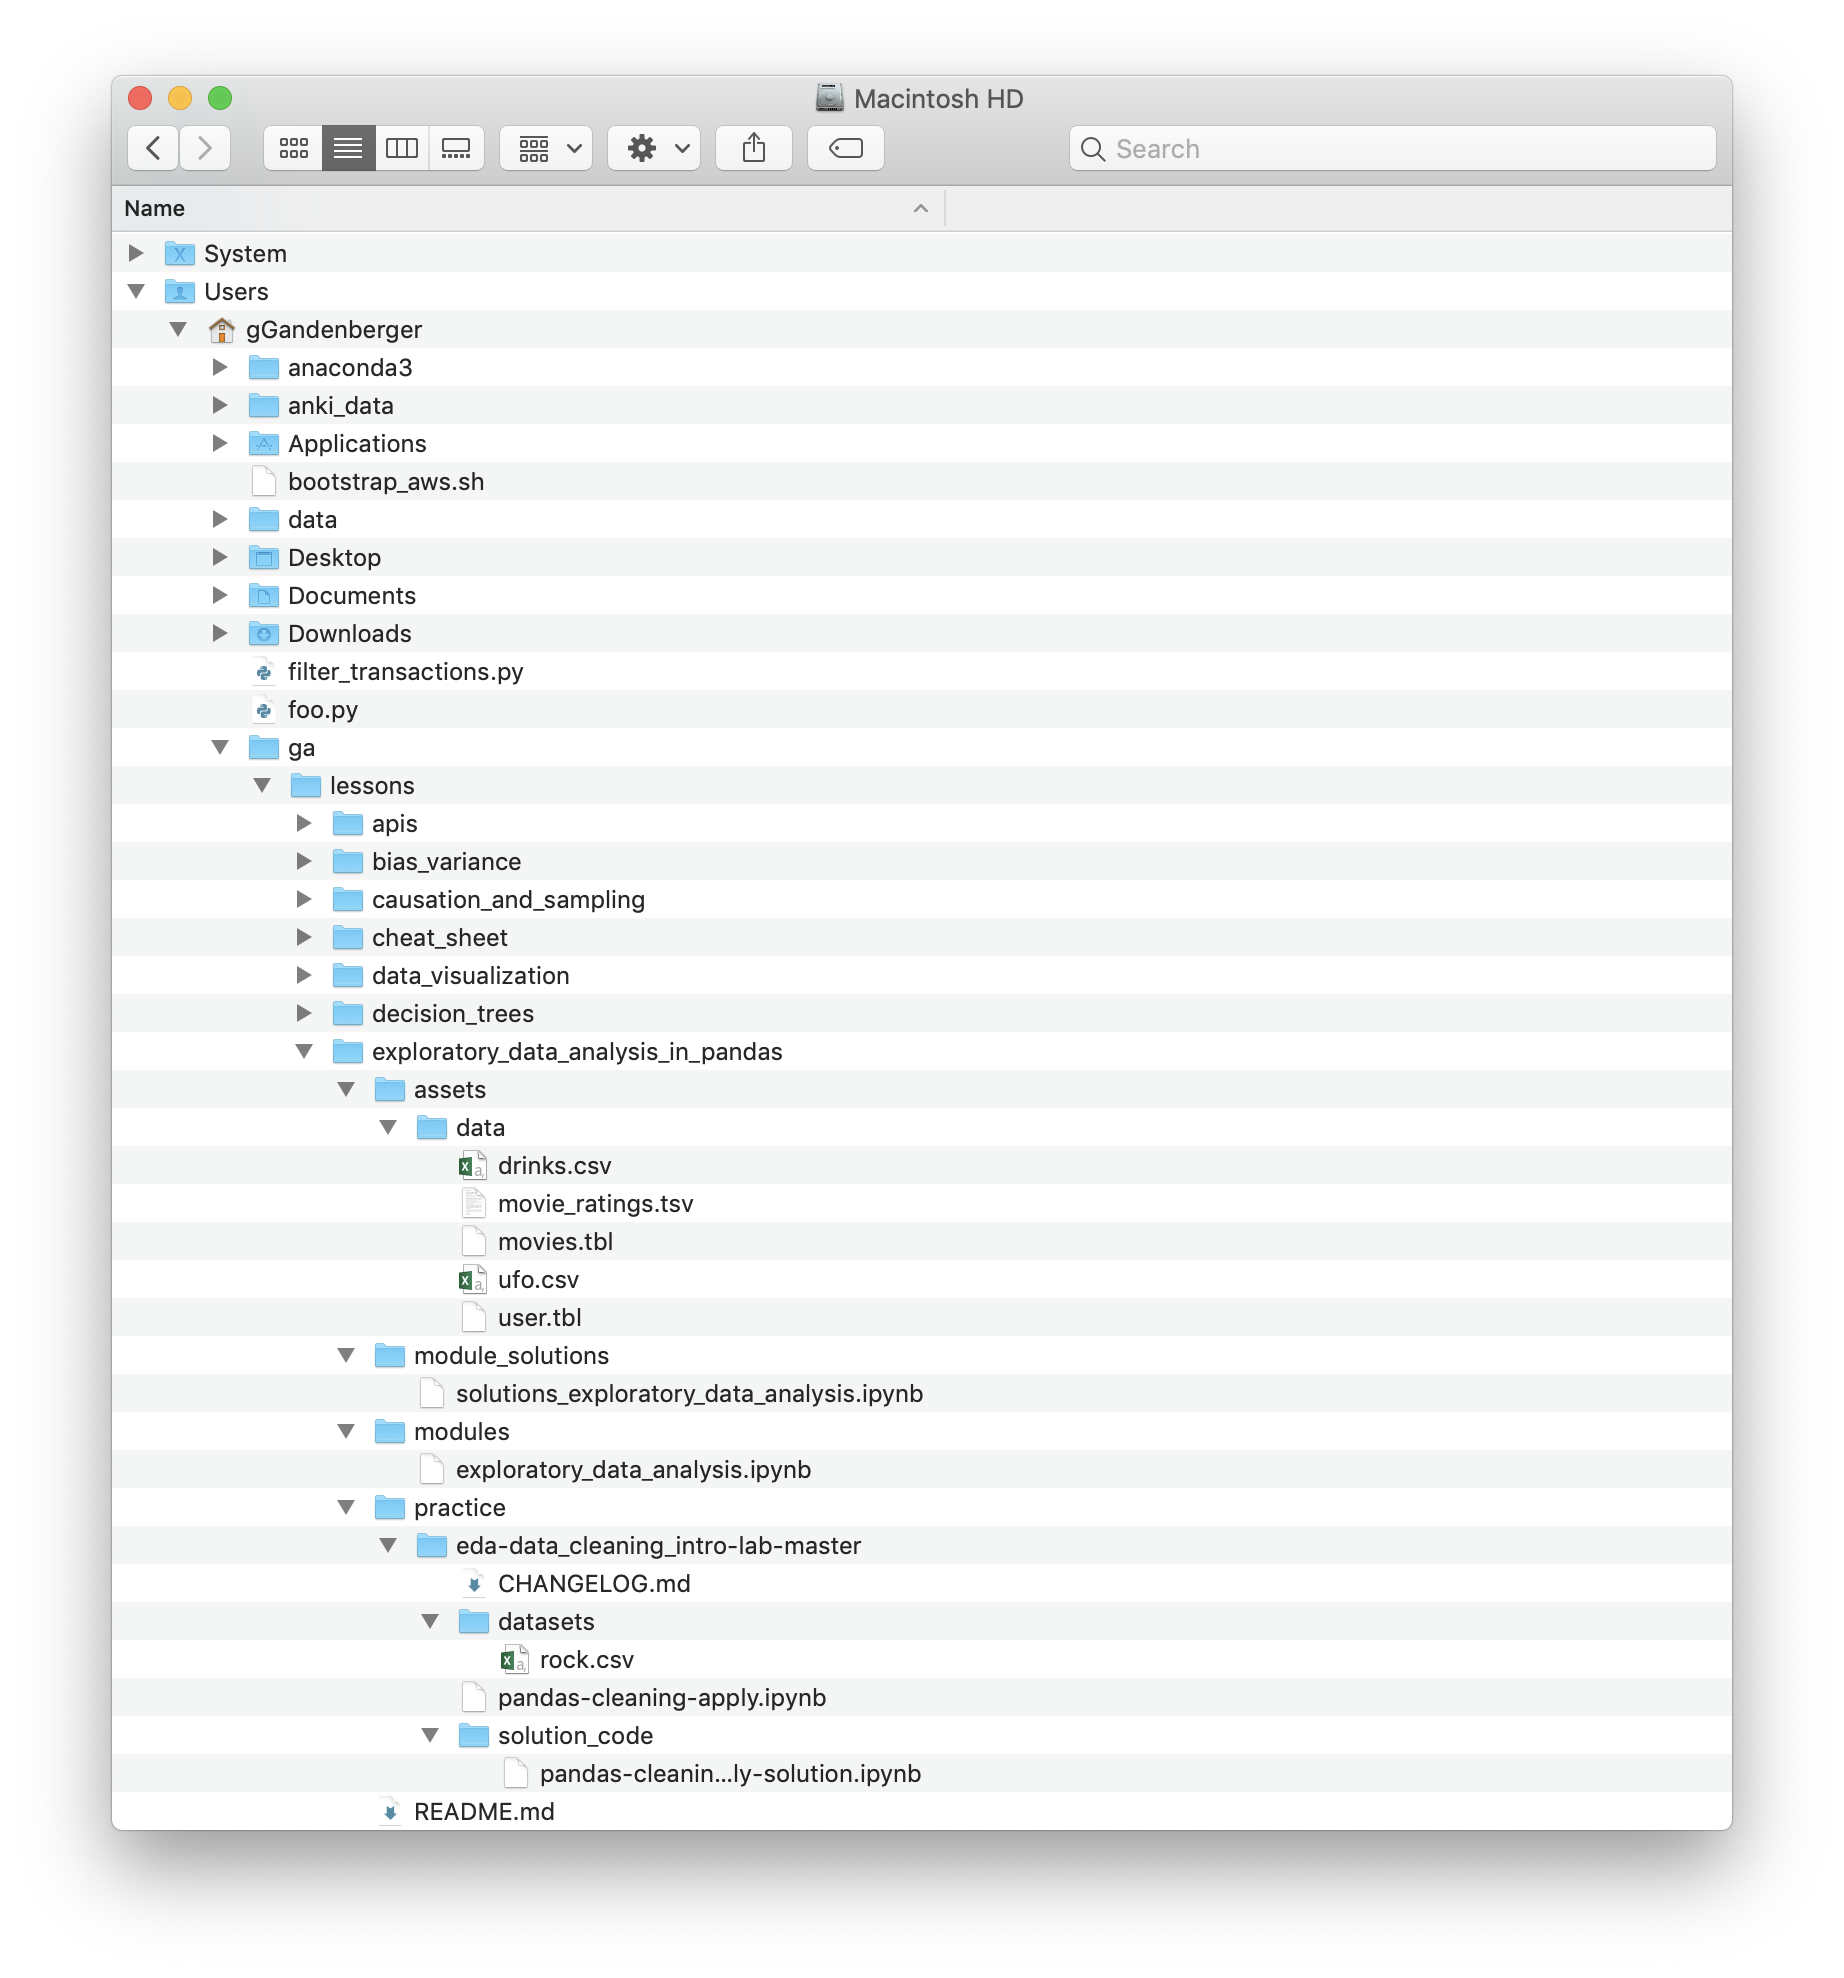 Macintosh HD
Search
Name
System
Users
gGandenberger
anaconda3
anki_data
Applications
bootstrap_aws.sh
data
Desktop
Documents
Downloads
filter_transactions.py
foo.py
ga
lessons
apis
bias_variance
causation_and_sampling
cheat_sheet
data_visualization
decision_trees
exploratory_data_analysis_in_pandas
assets
data
drinks.csv
movie_ratings.tsv
movies.tbl
ufo.csv
user.tbl
module_solutions
solutions_exploratory_data_analysis.ipynb
modules
exploratory_data_analysis.ipynb
practice
eda-data_cleaning_intro-lab-master
CHANGELOG.md
datasets
rock.csv
pandas-cleaning-apply.ipynb
solution_code
pandas-cleanin...ly-solution.ipynb
README.md